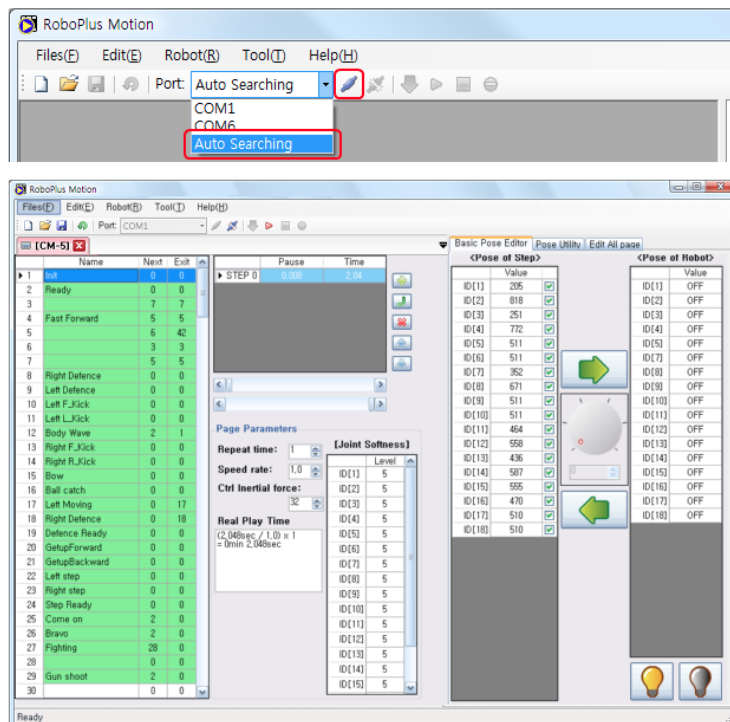 RoboPlus Motion
Files(F) Edit(E) Robot(R) Tool(T) Help(H)
Port: Auto Searching
COM1
COM6
Auto Searching
RoboPlus Motion
Files(F) Edit(E) Robot(R) Tool(T) Help(H)
Port: COM1
[CM-5]
Name Next Exit
1 Init 0 0
2 Ready 0 0
3 7 7
4 Fast Forward 5 5
5 6 42
6 3 3
7 5 5
8 Right Defence 0 0
9 Left Defence 0 0
10 Left F_Kick 0 0
11 Left L_Kick 0 0
12 Body Wave 2 1
13 Right F_Kick 0 0
14 Right R_Kick 0 0
15 Bow 0 0
16 Ball catch 0 0
17 Left Moving 0 17
18 Right Defence 0 18
19 Defence Ready 0 0
20 GetupForward 0 0
21 GetupBackward 0 0
22 Left step 0 0
23 Right step 0 0
24 Step Ready 0 0
25 Come on 2 0
26 Bravo 2 0
27 Fighting 28 0
28 0 0
29 Gun shoot 2 0
30 0 0
Pause Time
STEP 0 0,008 2,04
Page Parameters
Repeat time: 1
Speed rate: 1,0
Ctrl Inertial force:
32
Real Play Time
(2,048sec / 1,0) x 1
= 0min 2,048sec
[Joint Softness]
Level
ID[1] 5
ID[2] 5
ID[3] 5
ID[4] 5
ID[5] 5
ID[6] 5
ID[7] 5
ID[8] 5
ID[9] 5
ID[10] 5
ID[11] 5
ID[12] 5
ID[13] 5
ID[14] 5
ID[15] 5
Basic Pose Editor Pose Utility Edit All page
<Pose of Step>
Value
ID[1] 205
ID[2] 818
ID[3] 251
ID[4] 772
ID[5] 511
ID[6] 511
ID[7] 352
ID[8] 671
ID[9] 511
ID[10] 511
ID[11] 464
ID[12] 558
ID[13] 436
ID[14] 587
ID[15] 555
ID[16] 470
ID[17] 510
ID[18] 510
0
<Pose of Robot>
Value
ID[1] OFF
ID[2] OFF
ID[3] OFF
ID[4] OFF
ID[5] OFF
ID[7] OFF
ID[8] OFF
ID[9] OFF
ID[10] OFF
ID[11] OFF
ID[12] OFF
ID[13] OFF
ID[14] OFF
ID[15] OFF
ID[16] OFF
ID[17] OFF
ID[18] OFF
Ready